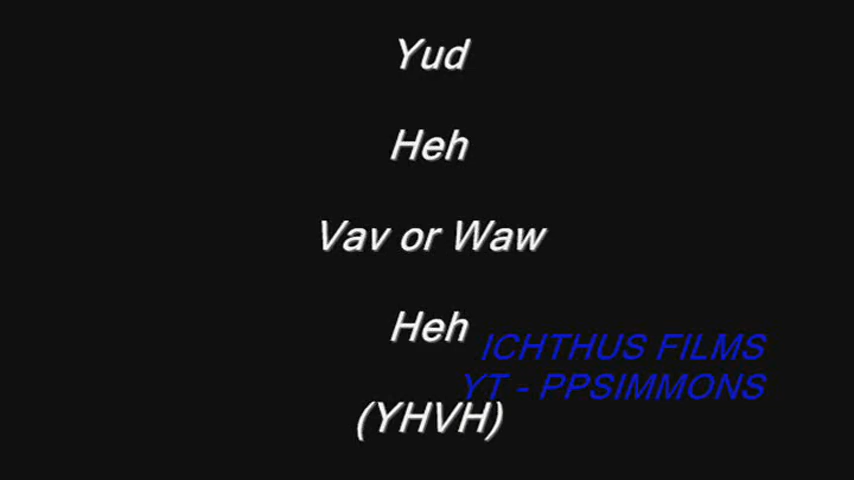 Yud
Heh
Vav or Waw
Heh
ICHTHUS FILMS
YT - PPSIMMONS
(YHVH)